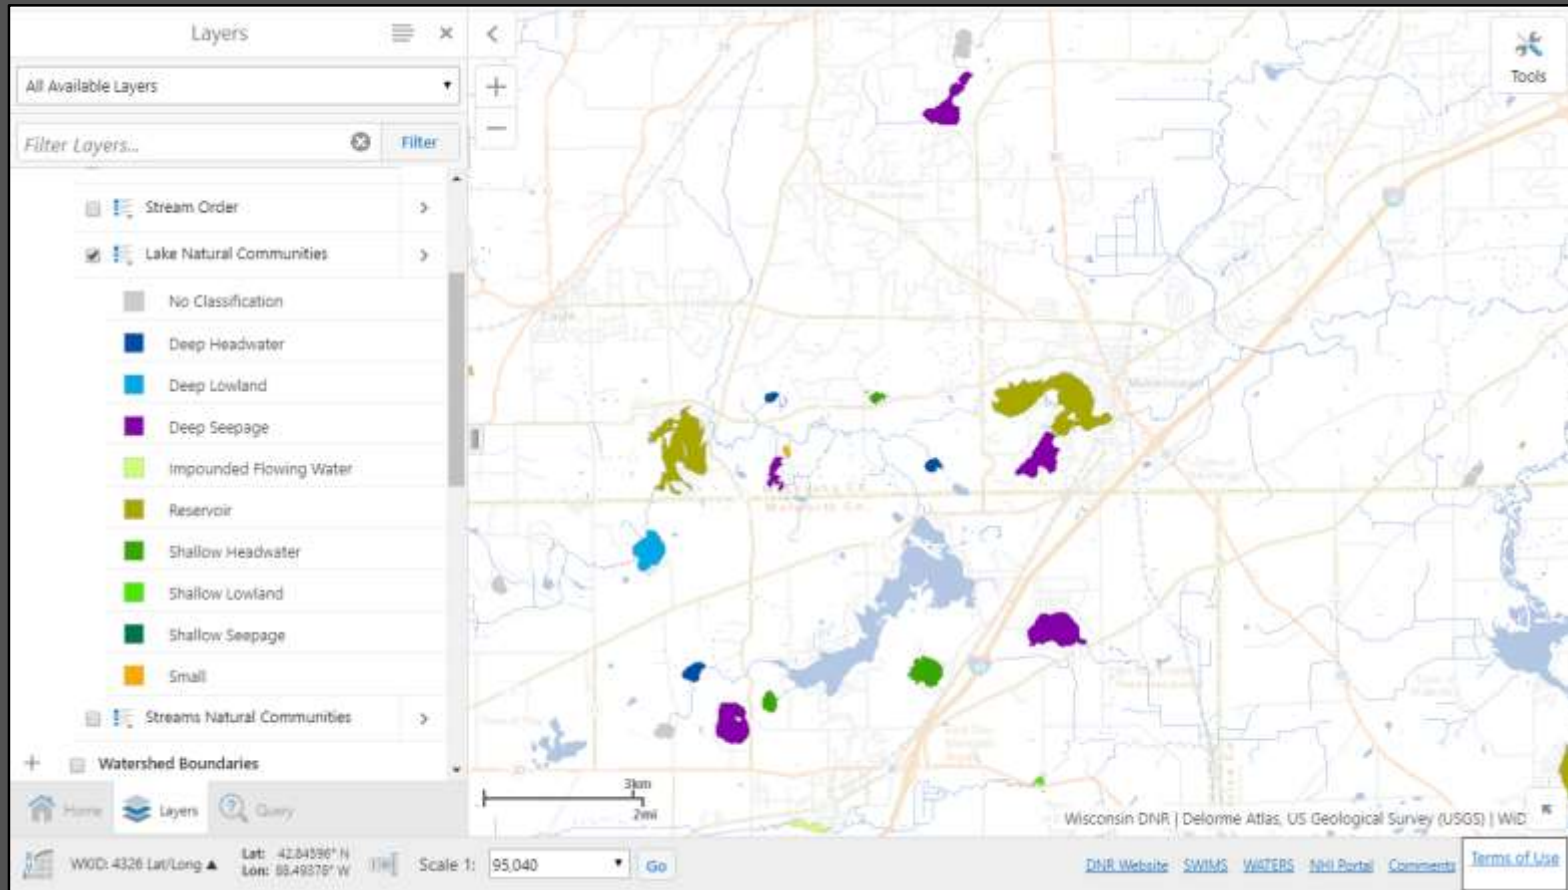 Layers
All Available Layers
Filter Layers...
Filter
Stream Order
Lake Natural Communities
No Classification
Deep Headwater
Deep Lowland
Deep Seepage
Impounded Flowing Water
Reservoir
Shallow Headwater
Shallow Lowland
Shallow Seepage
Small
Streams Natural Communities
Watershed Boundaries
Home
Layers
Query
Tools
Eagle
Mukwonago
3km
2mi
Wisconsin DNR | Delorme Atlas, US Geological Survey (USGS) | WiD
WKID: 4326 Lat/Long
Lat: 42.84596° N
Lon: 88.49376° W
Scale 1:
95,040
Go
DNR Website
SWIMS
WATERS
NHI Portal
Comments
Terms of Use